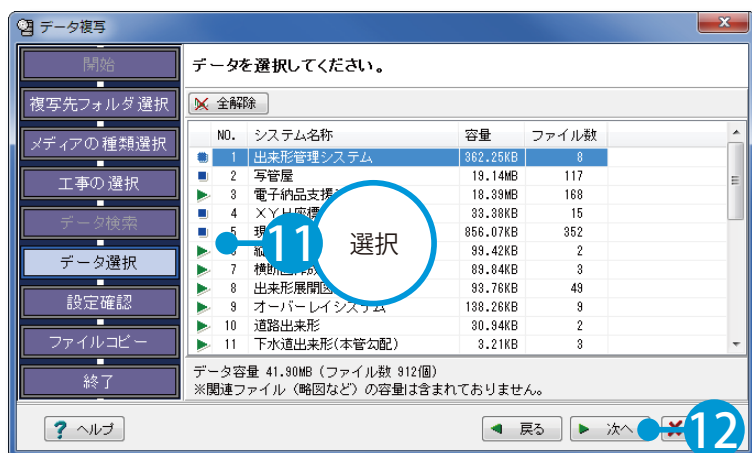 データ複写
開始
複写先フォルダ選択
メディアの種類選択
工事の選択
データ検索
データ選択
設定確認
ファイルコピー
終了
データを選択してください。
全解除
NO. システム名称 容量 ファイル数
1 出来形管理システム 362.25KB 8
2 写管屋 19.14MB 117
3 電子納品支援 18.39MB 168
4 XYH座標 33.38KB 15
5 現 856.07KB 352
99.42KB 2
7 横断 89.84KB 3
8 出来形展開図 93.76KB 49
9 オーバーレイシステム 138.26KB 9
10 道路出来形 30.94KB 2
11 下水道出来形(本管勾配) 3.21KB 3
11 選択
データ容量 41.90MB (ファイル数 912個)
※関連ファイル (略図など) の容量は含まれておりません。
ヘルプ
戻る
次へ
12